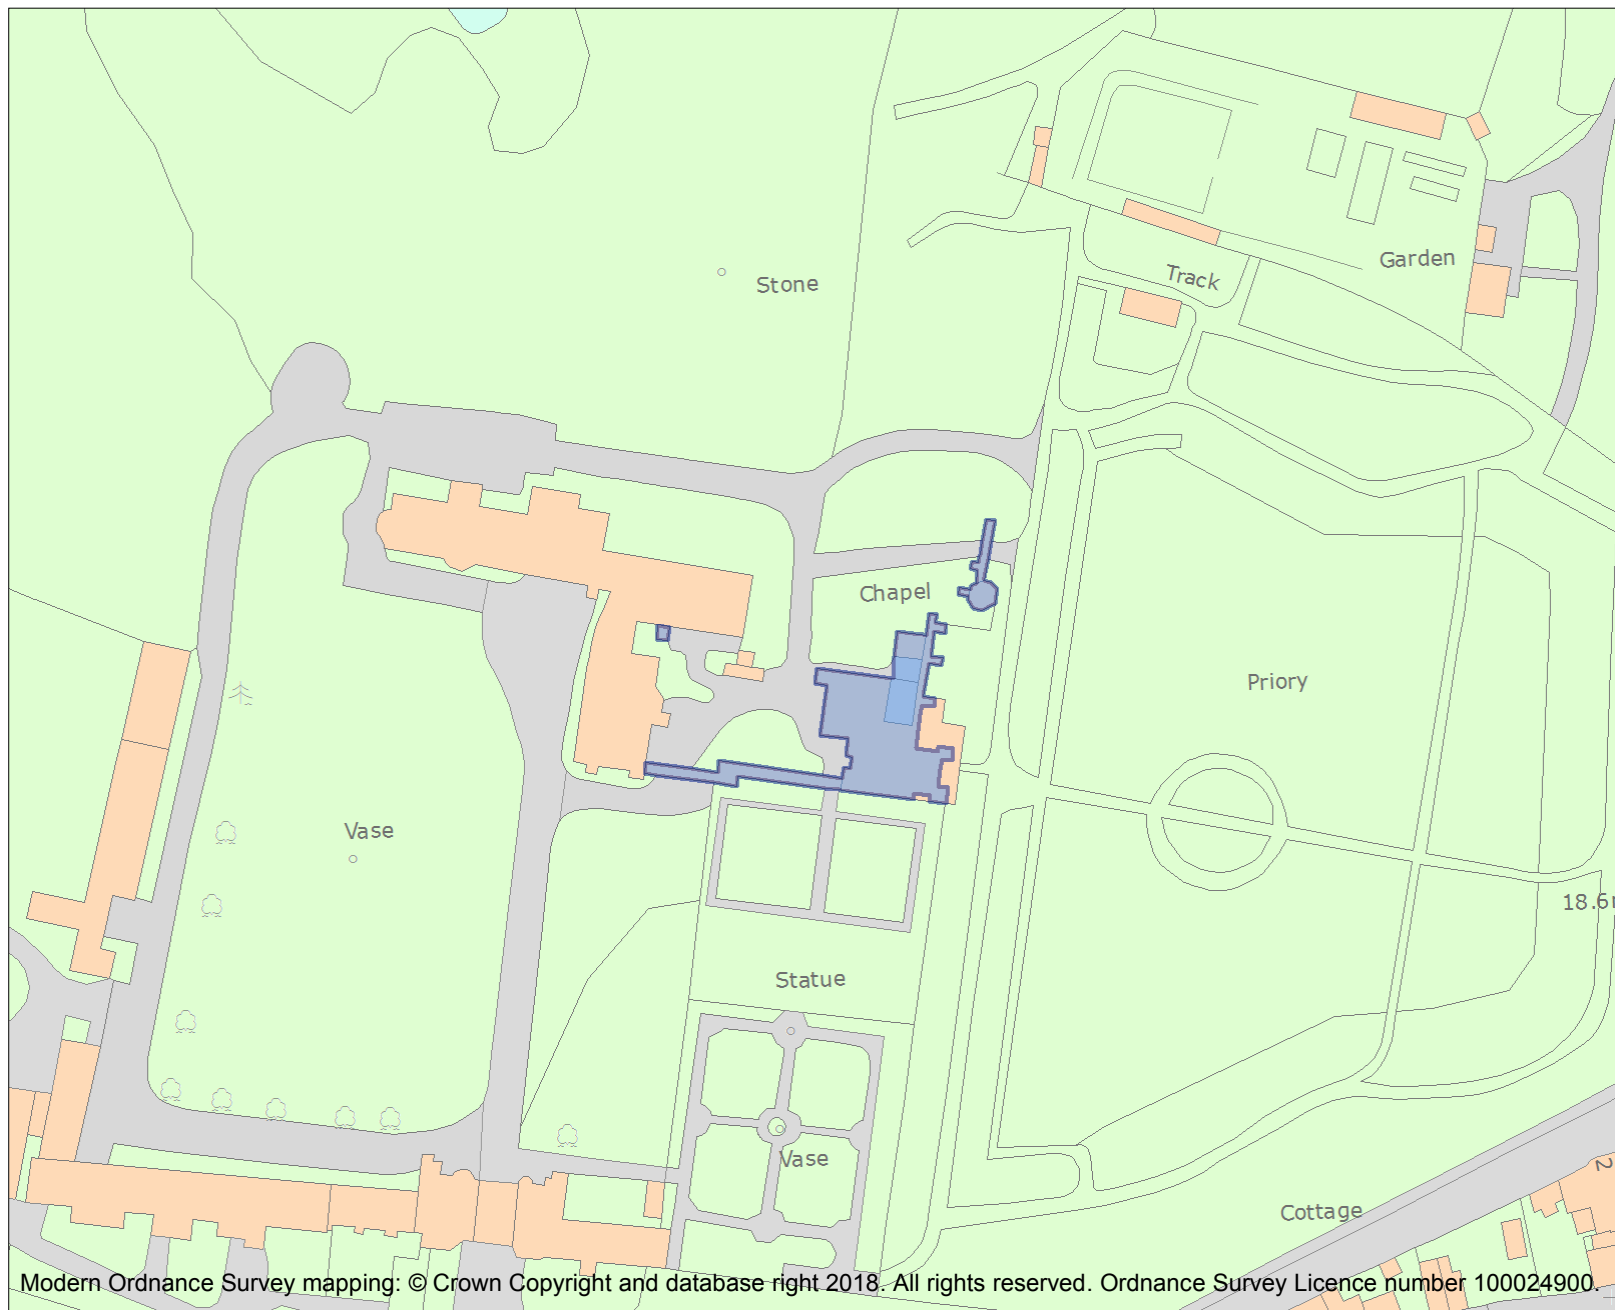 Stone
Garden
Track
Chapel
Priory
Vase
18.6
Statue
Vase
2
Cottage
Modern Ordnance Survey mapping: © Crown Copyright and database right 2018. All rights reserved. Ordnance Survey Licence number 100024900.